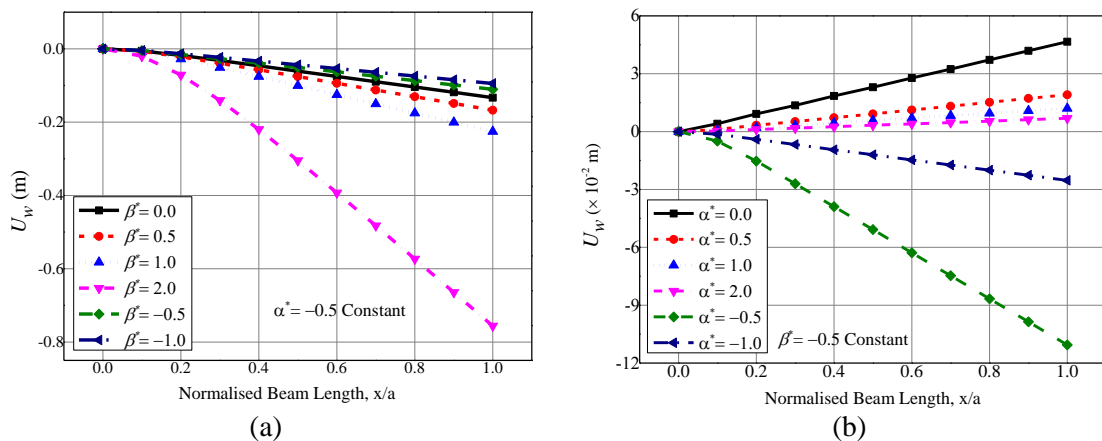 0.0
-0.2
-0.4
-0.6
-0.8
U_w (m)
β*= 0.0
β*= 0.5
β*= 1.0
β*= 2.0
β*= −0.5
β*= −1.0
α*= −0.5 Constant
0.0 0.2 0.4 0.6 0.8 1.0
Normalised Beam Length, x/a
(a)
6
3
0
-3
-6
-9
-12
U_w (× 10⁻² m)
α*= 0.0
α*= 0.5
α*= 1.0
α*= 2.0
α*= −0.5
α*= −1.0
β*= −0.5 Constant
0.0 0.2 0.4 0.6 0.8 1.0
Normalised Beam Length, x/a
(b)